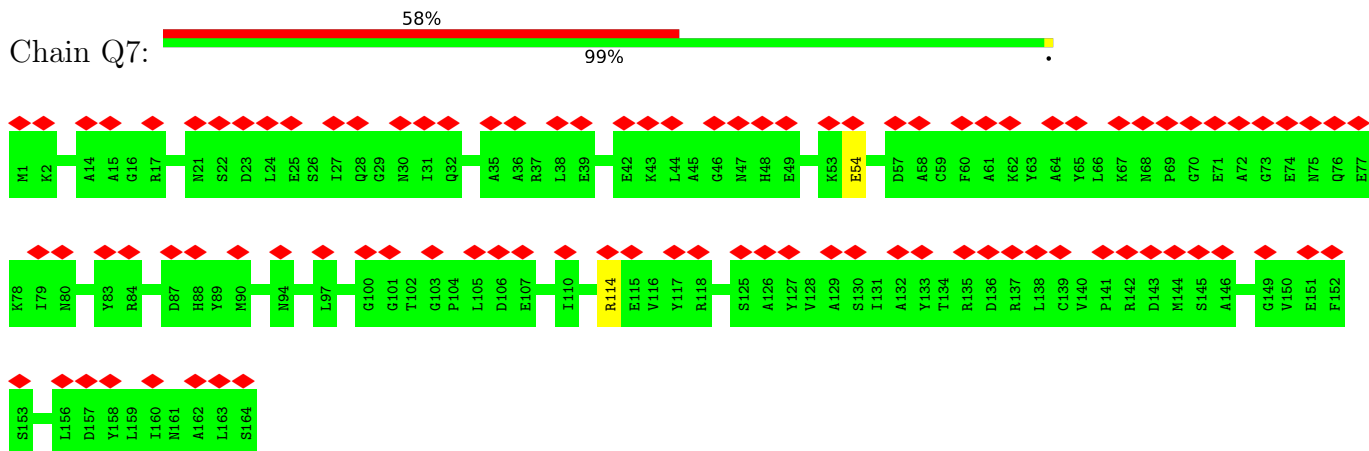 58%
Chain Q7:
99%
.
M1 K2 A14 A15 G16 R17 N21 S22 D23 L24 E25 S26 I27 Q28 G29 N30 I31 Q32 A35 A36 R37 L38 E39 E42 K43 L44 A45 G46 N47 H48 E49 K53 E54 D57 A58 C59 F60 A61 K62 Y63 A64 Y65 L66 K67 N68 P69 G70 E71 A72 G73 E74 N75 Q76 E77
K78 I79 N80 Y83 R84 D87 H88 Y89 M90 N94 L97 G100 G101 T102 G103 P104 L105 D106 E107 I110 R114 E115 V116 Y117 R118 S125 A126 Y127 V128 A129 S130 I131 A132 Y133 T134 R135 D136 R137 L138 C139 V140 P141 R142 D143 M144 S145 A146 G149 V150 E151 F152
S153 L156 D157 Y158 L159 I160 N161 A162 L163 S164